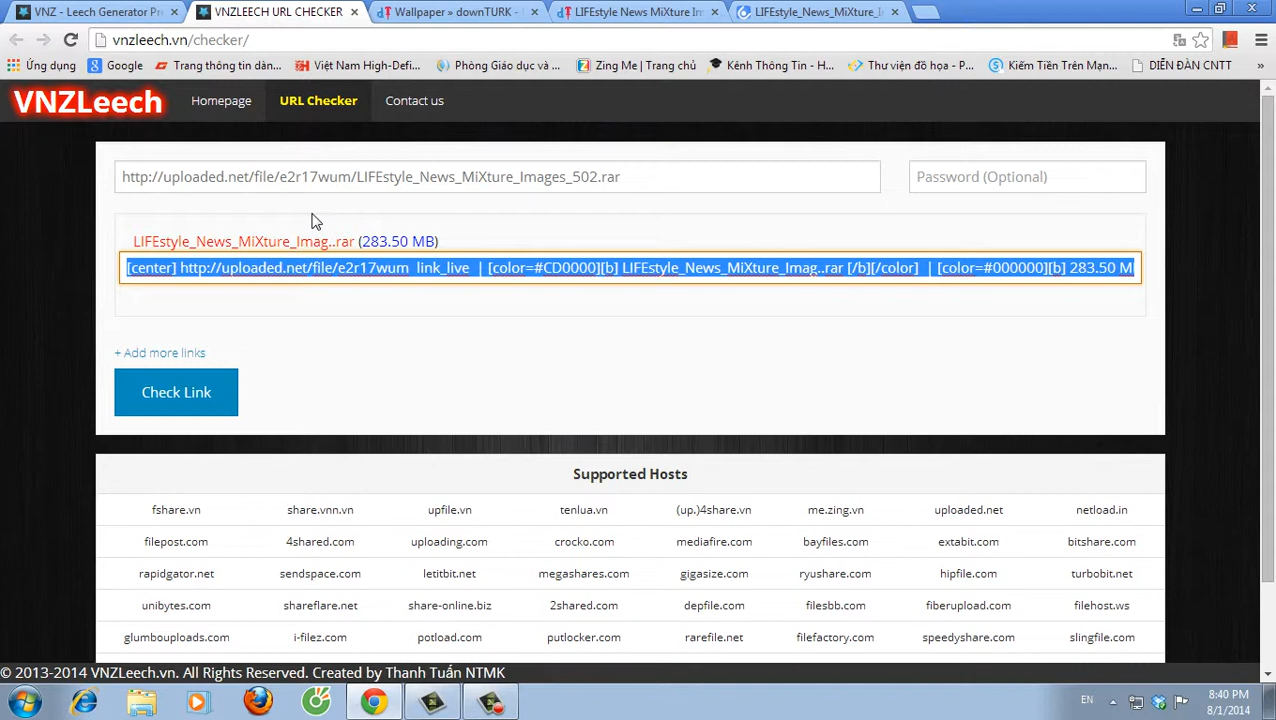 VNZ - Leech Generator Pr
VNZLEECH URL CHECKER
Wallpaper » downTURK -
LIFEstyle News MiXture Im
LIFEstyle_News_MiXture_I
vnzleech.vn/checker/
Ứng dụng
Google
Trang thông tin dàn...
Việt Nam High-Defi...
Phòng Giáo dục và ...
Zing Me | Trang chủ
Kênh Thông Tin - H...
Thư viện đồ họa - P...
Kiếm Tiền Trên Mạn...
DIỄN ĐÀN CNTT
»
VNZLeech
Homepage
URL Checker
Contact us
http://uploaded.net/file/e2r17wum/LIFEstyle_News_MiXture_Images_502.rar
Password (Optional)
LIFEstyle_News_MiXture_Imag..rar (283.50 MB)
[center] http://uploaded.net/file/e2r17wum link_live | [color=#CD0000][b] LIFEstyle_News_MiXture_Imag..rar [/b][/color] | [color=#000000][b] 283.50 M
+ Add more links
Check Link
Supported Hosts
fshare.vn share.vnn.vn upfile.vn tenlua.vn (up.)4share.vn me.zing.vn uploaded.net netload.in
filepost.com 4shared.com uploading.com crocko.com mediafire.com bayfiles.com extabit.com bitshare.com
rapidgator.net sendspace.com letitbit.net megashares.com gigasize.com ryushare.com hipfile.com turbobit.net
unibytes.com shareflare.net share-online.biz 2shared.com depfile.com filesbb.com fiberupload.com filehost.ws
glumbouploads.com i-filez.com potload.com putlocker.com rarefile.net filefactory.com speedyshare.com slingfile.com
© 2013-2014 VNZLeech.vn. All Rights Reserved. Created by Thanh Tuấn NTMK
EN
8:40 PM
8/1/2014